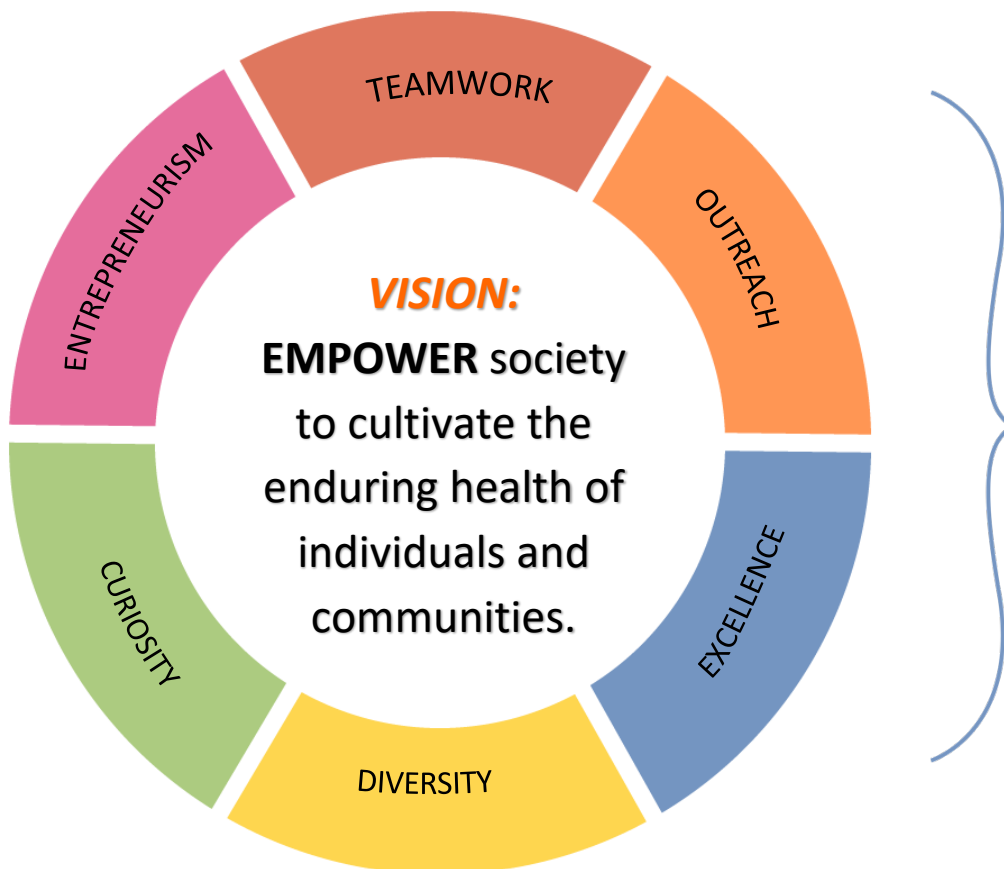 TEAMWORK
OUTREACH
EXCELLENCE
DIVERSITY
CURIOSITY
ENTREPRENEURISM
VISION:
EMPOWER society
to cultivate the
enduring health of
individuals and
communities.